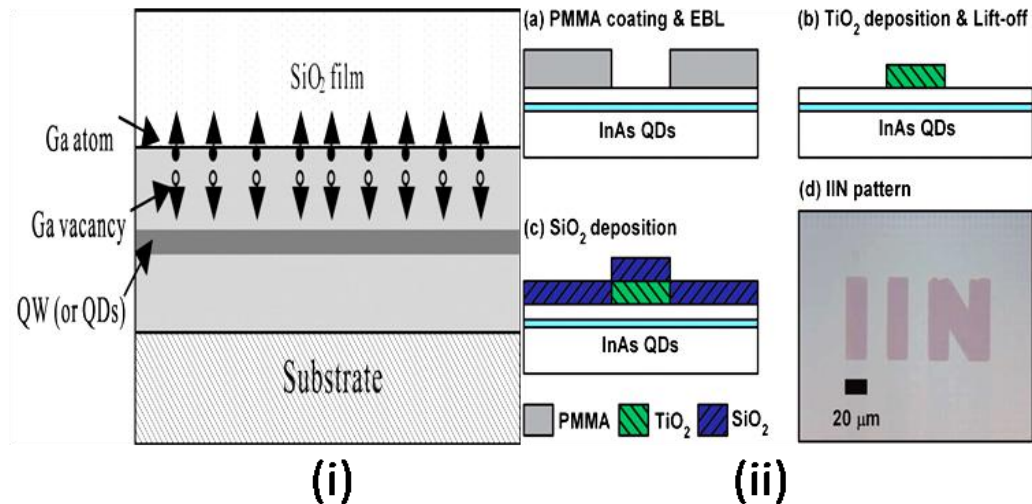 SiO₂ film
Ga atom
Ga vacancy
QW (or QDs)
Substrate
(i)
(a) PMMA coating & EBL
InAs QDs
(b) TiO₂ deposition & Lift-off
InAs QDs
(c) SiO₂ deposition
InAs QDs
PMMA TiO₂ SiO₂
(d) IIN pattern
IIN
20 μm
(ii)